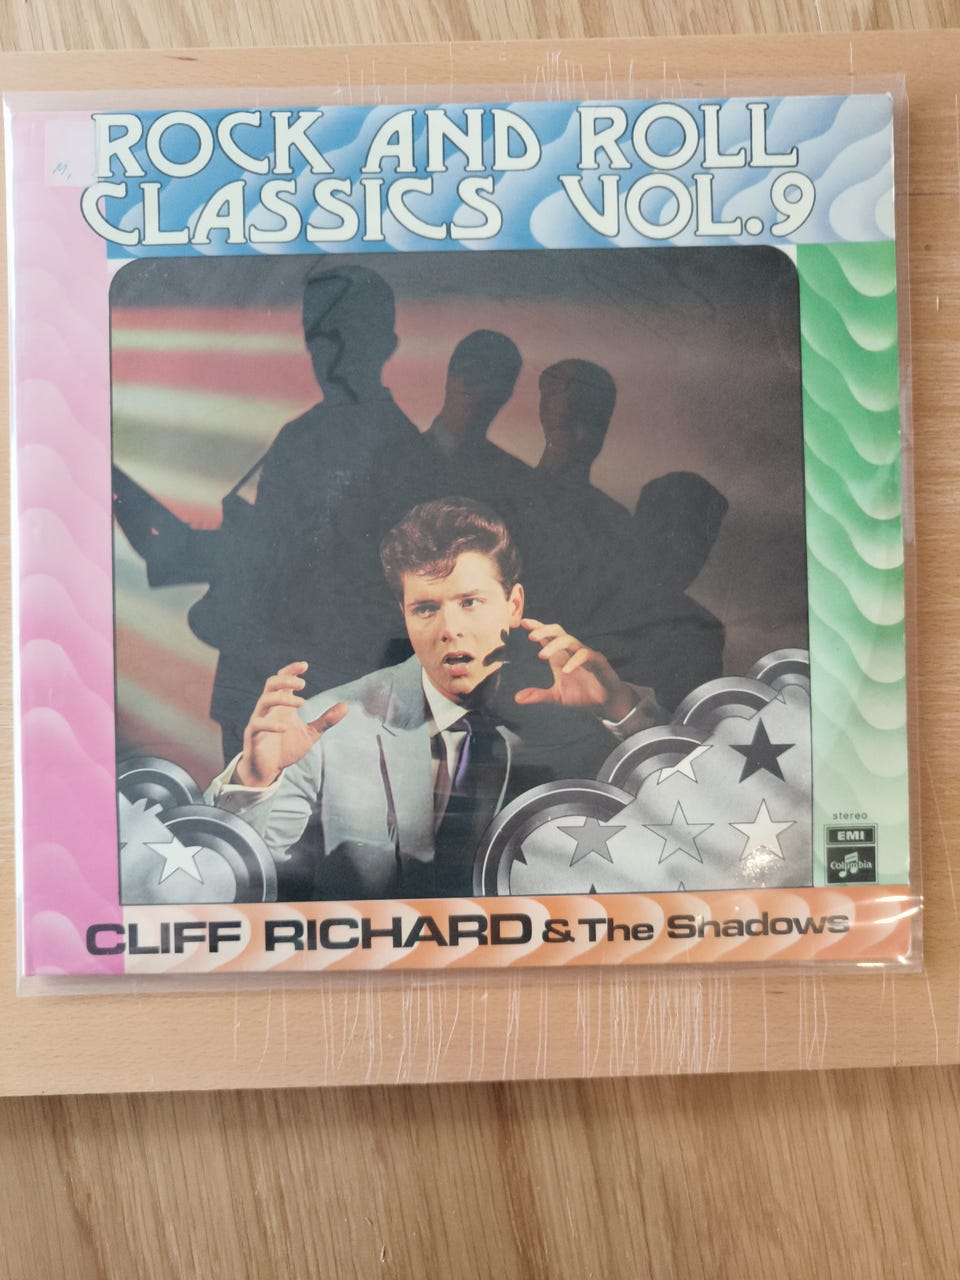 ROCK AND ROLL
CLASSICS VOL.9
M.
stereo
EMI
Columbia
CLIFF RICHARD & The Shadows